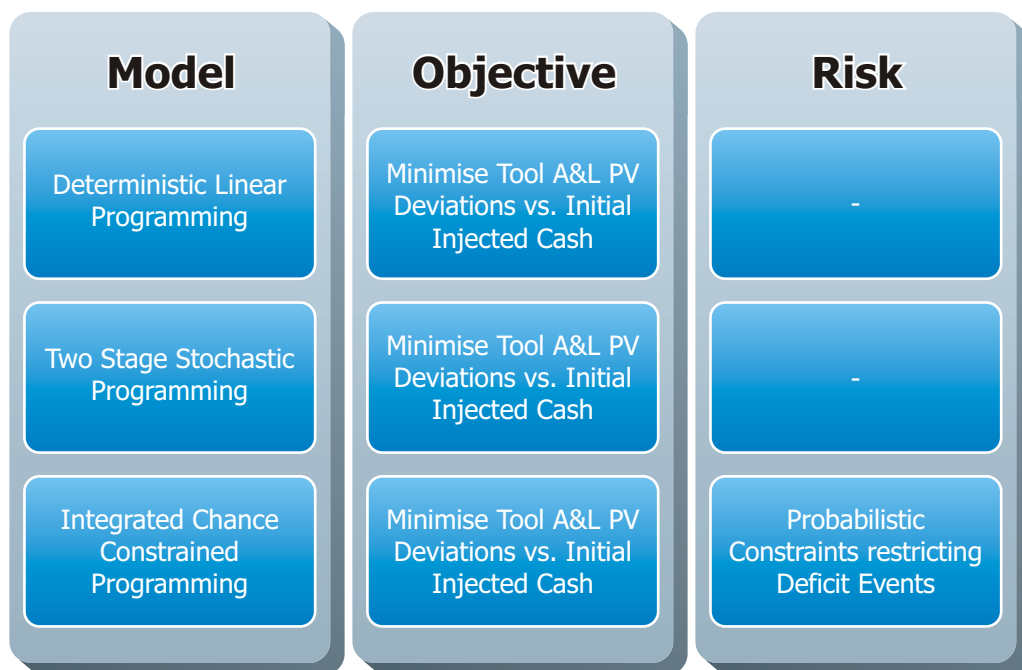 Model
Objective
Risk
Deterministic Linear
Programming
Minimise Tool A&L PV
Deviations vs. Initial
Injected Cash
-
Two Stage Stochastic
Programming
Minimise Tool A&L PV
Deviations vs. Initial
Injected Cash
-
Integrated Chance
Constrained
Programming
Minimise Tool A&L PV
Deviations vs. Initial
Injected Cash
Probabilistic
Constraints restricting
Deficit Events